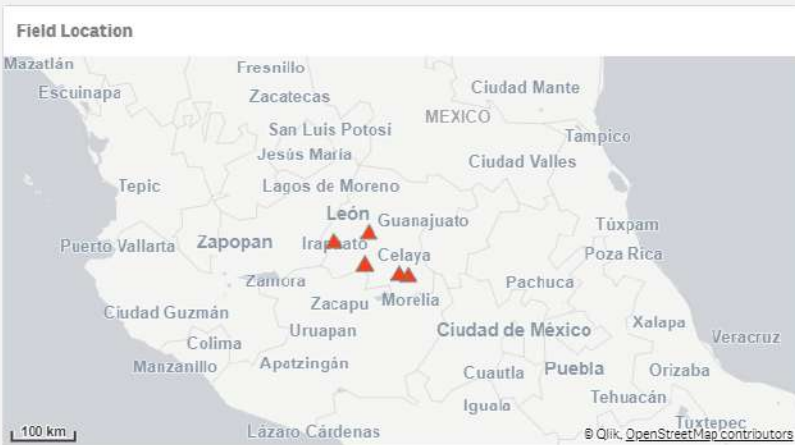 Field Location
Mazatlán
Fresnillo
Escuinapa
Zacatecas
Ciudad Mante
MEXICO
San Luis Potosi
Tampico
Jesús María
Ciudad Valles
Tepic
Lagos de Moreno
León
Guanajuato
Túxpam
Puerto Vallarta
Zapopan
Irapuato
Celaya
Poza Rica
Zamora
Pachuca
Zacapu
Morelia
Ciudad Guzmán
Uruapan
Ciudad de México
Xalapa
Veracruz
Colima
Manzanillo
Apatzingán
Cuautla
Puebla
Orizaba
Tehuacán
Iguala
Tuxtepec
100 km
Lázaro Cárdenas
© Qlik, OpenStreetMap contributors